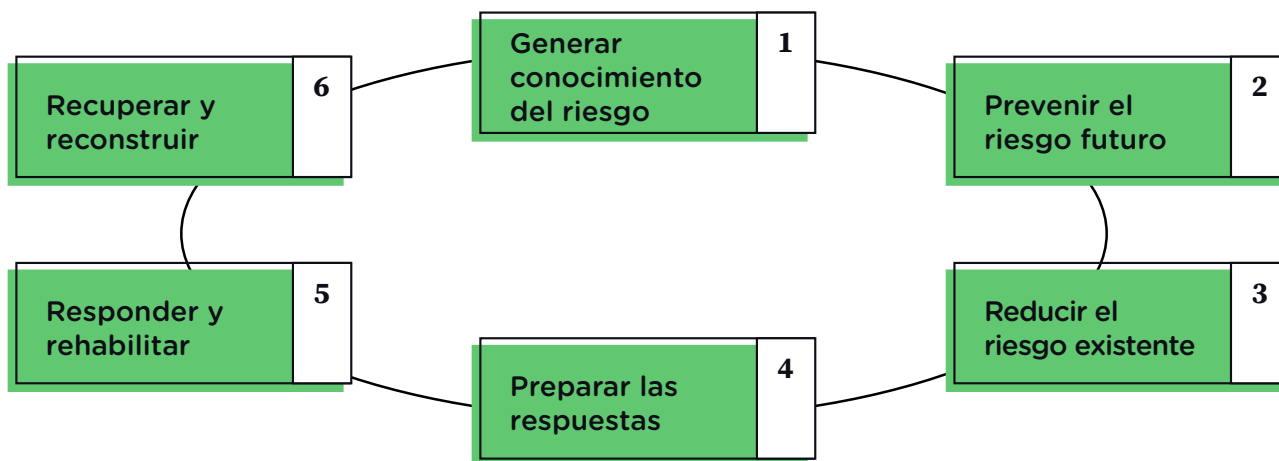 Generar
conocimiento
del riesgo
1
Prevenir el
riesgo futuro
2
Reducir el
riesgo existente
3
Preparar las
respuestas
4
Responder y
rehabilitar
5
Recuperar y
reconstruir
6